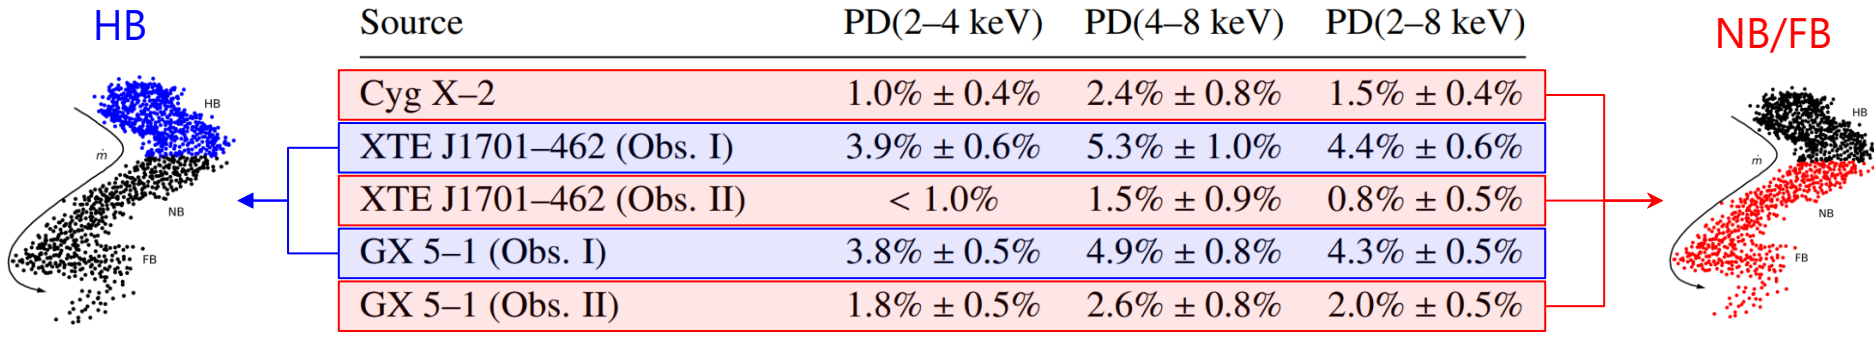 HB
NB/FB
Source PD(2–4 keV) PD(4–8 keV) PD(2–8 keV)
Cyg X–2 1.0% ± 0.4% 2.4% ± 0.8% 1.5% ± 0.4%
XTE J1701–462 (Obs. I) 3.9% ± 0.6% 5.3% ± 1.0% 4.4% ± 0.6%
XTE J1701–462 (Obs. II) < 1.0% 1.5% ± 0.9% 0.8% ± 0.5%
GX 5–1 (Obs. I) 3.8% ± 0.5% 4.9% ± 0.8% 4.3% ± 0.5%
GX 5–1 (Obs. II) 1.8% ± 0.5% 2.6% ± 0.8% 2.0% ± 0.5%
HB
ṁ
NB
FB
HB
ṁ
NB
FB